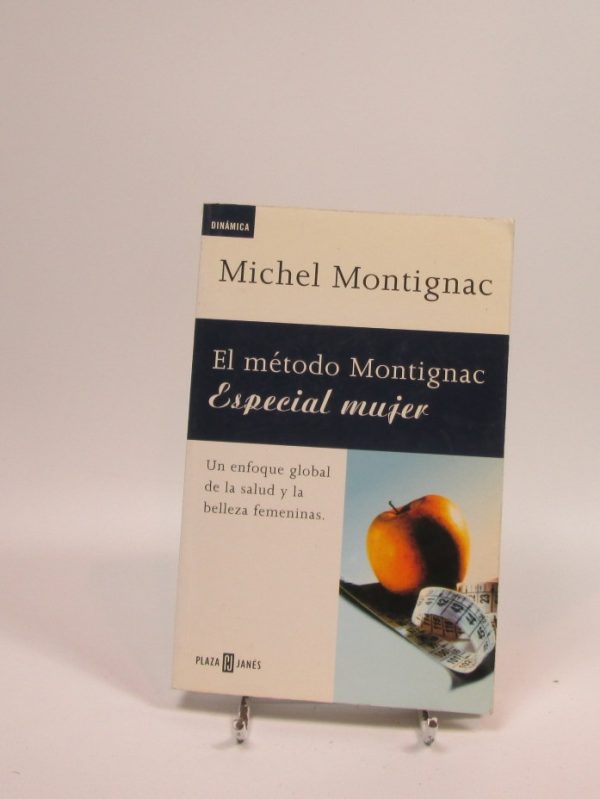 DINÁMICA
Michel Montignac
El método Montignac
Especial mujer
Un enfoque global
de la salud y la
belleza femeninas.
PLAZA JANÉS